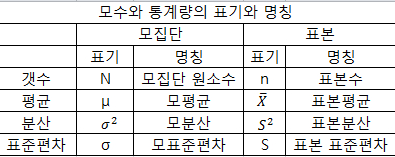 모수와 통계량의 표기와 명칭
모집단 표본
표기 명칭 표기 명칭
갯수 N 모집단 원소수 n 표본수
평균 μ 모평균 X̄ 표본평균
분산 σ² 모분산 S² 표본분산
표준편차 σ 모표준편차 S 표본 표준편차